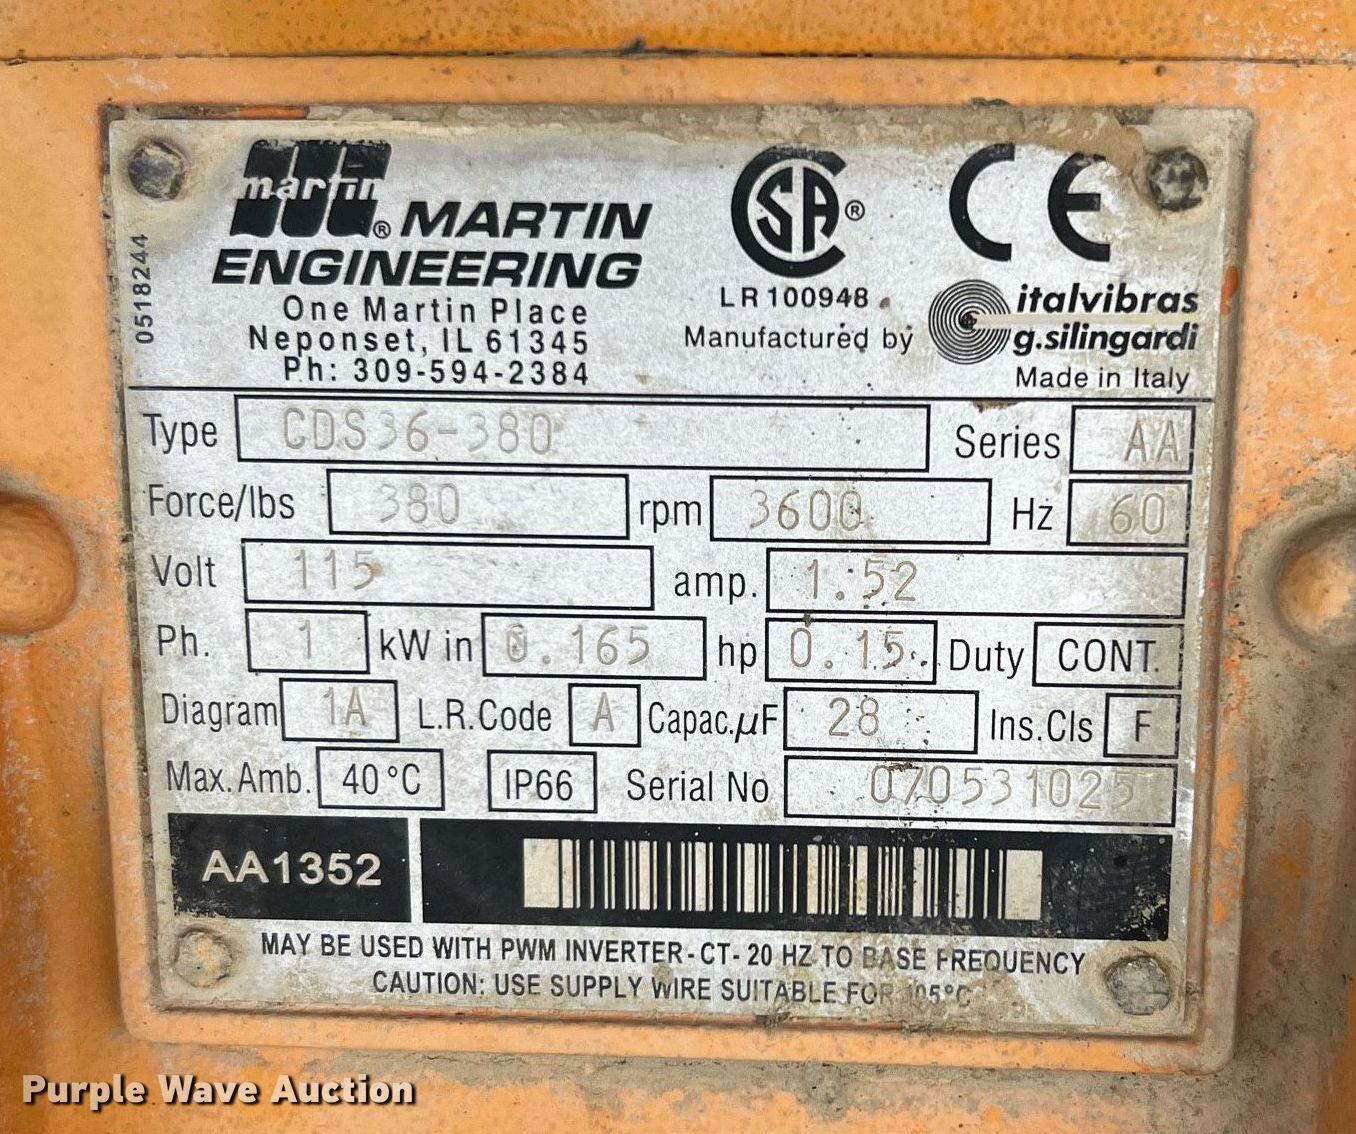 martin
® MARTIN
ENGINEERING
One Martin Place
Neponset, IL 61345
Ph: 309-594-2384
0518244
CSA ®
LR100948
Manufactured by
CE
italvibras
g.silingardi
Made in Italy
Type CDS36-380 Series AA
Force/lbs 380 rpm 3600 Hz 60
Volt 115 amp. 1.52
Ph. 1 kW in 0.165 hp 0.15 Duty CONT.
Diagram 1A L.R.Code A Capac.µF 28 Ins.Cls F
Max.Amb. 40°C IP66 Serial No 070531025
AA1352
MAY BE USED WITH PWM INVERTER-CT-20 HZ TO BASE FREQUENCY
CAUTION: USE SUPPLY WIRE SUITABLE FOR 105°C
Purple Wave Auction